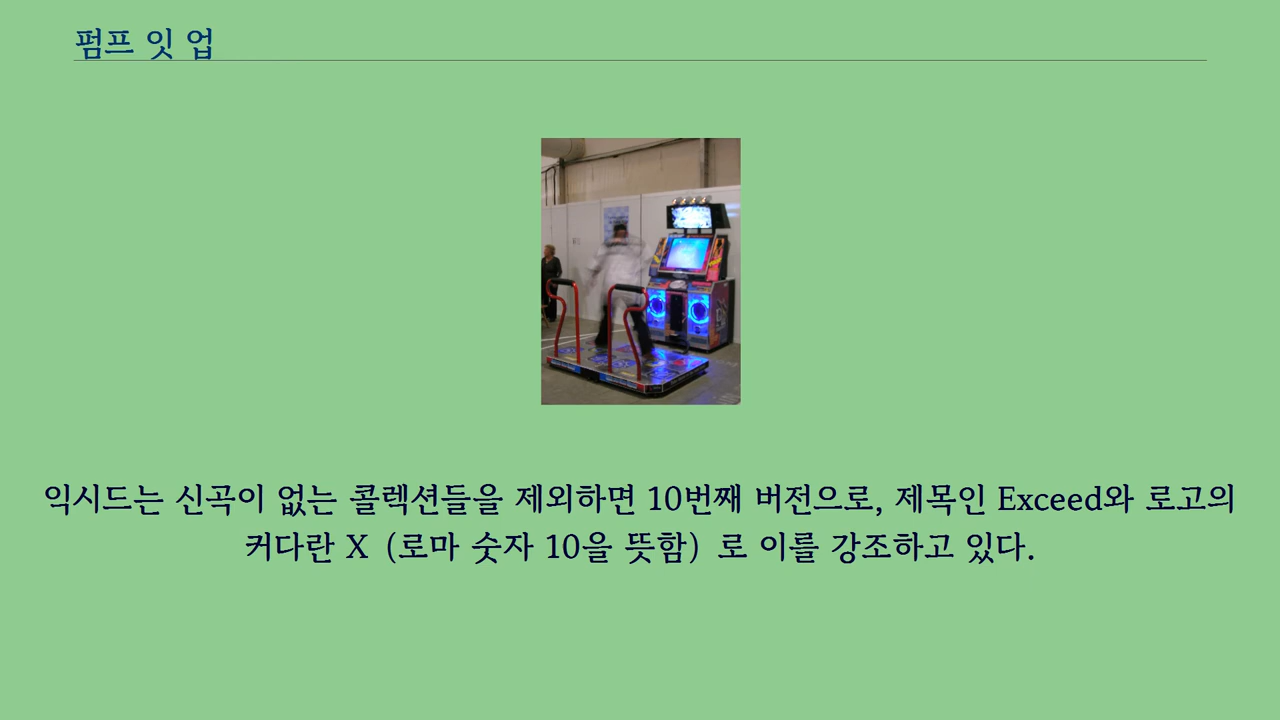 펌프 잇 업
익시드는 신곡이 없는 콜렉션들을 제외하면 10번째 버전으로, 제목인 Exceed와 로고의
커다란 X (로마 숫자 10을 뜻함) 로 이를 강조하고 있다.